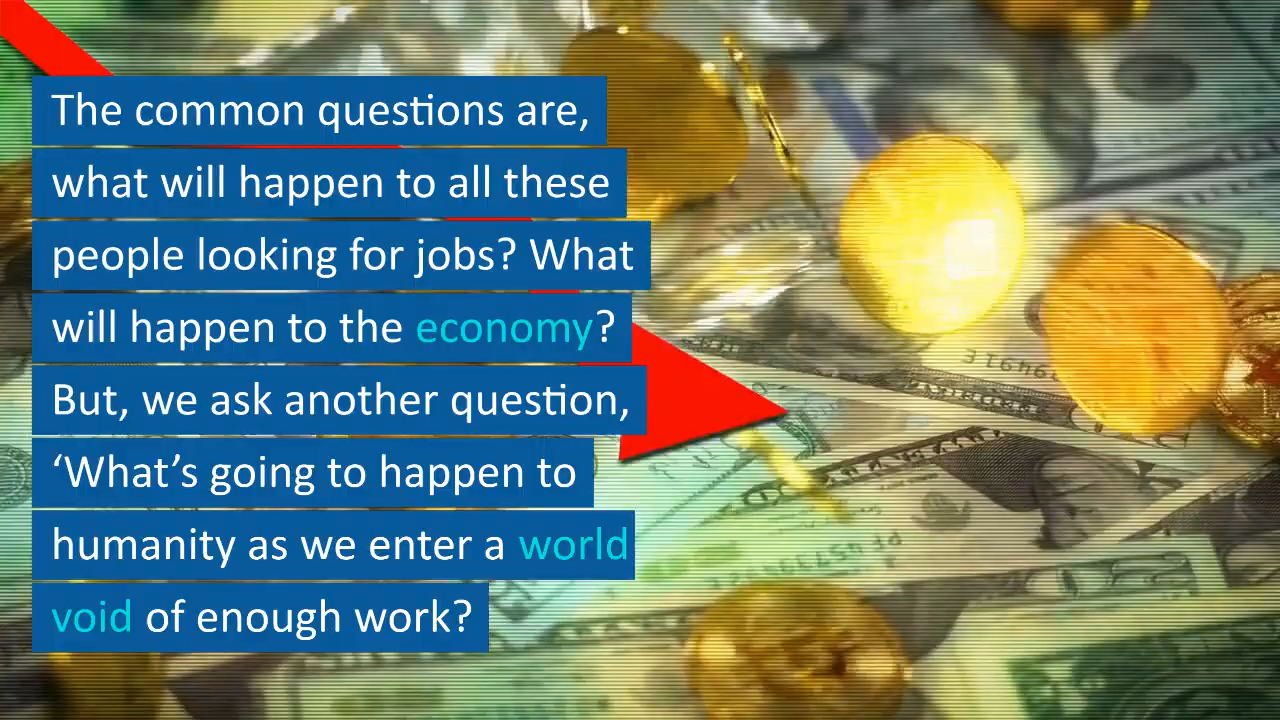 The common questions are,
what will happen to all these
people looking for jobs? What
will happen to the economy?
But, we ask another question,
‘What’s going to happen to
humanity as we enter a world
void of enough work?